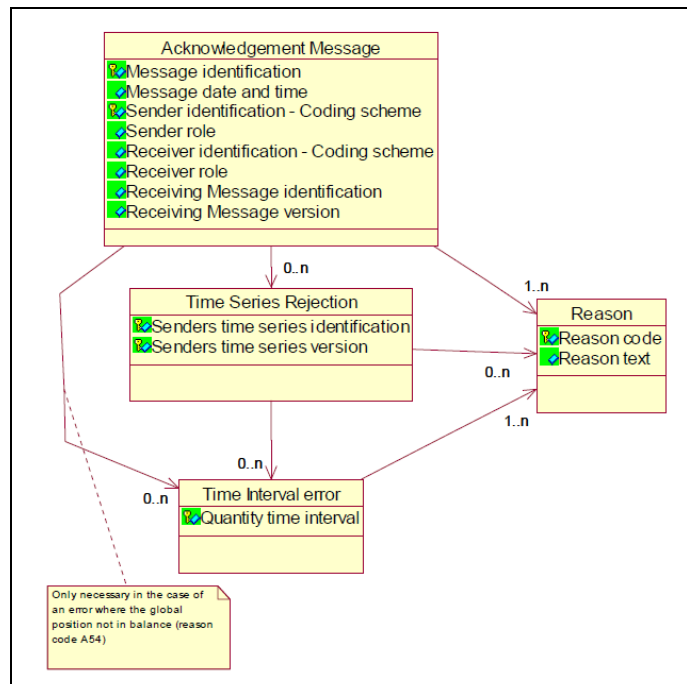 Acknowledgement Message
Message identification
Message date and time
Sender identification - Coding scheme
Sender role
Receiver identification - Coding scheme
Receiver role
Receiving Message identification
Receiving Message version
0..n
1..n
Time Series Rejection
Senders time series identification
Senders time series version
Reason
Reason code
Reason text
0..n
1..n
0..n
0..n
Time Interval error
Quantity time interval
Only necessary in the case of
an error where the global
position not in balance (reason
code A54)